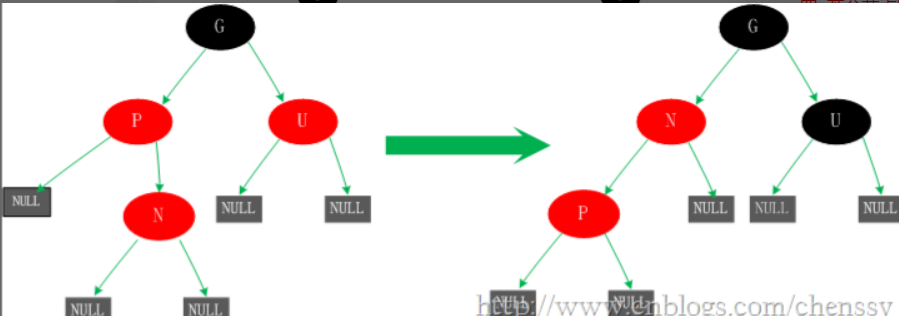 G G
P U N U
NULL N NULL NULL P NULL NULL NULL
NULL NULL NULL NULL
http://www.cnblogs.com/chenssy